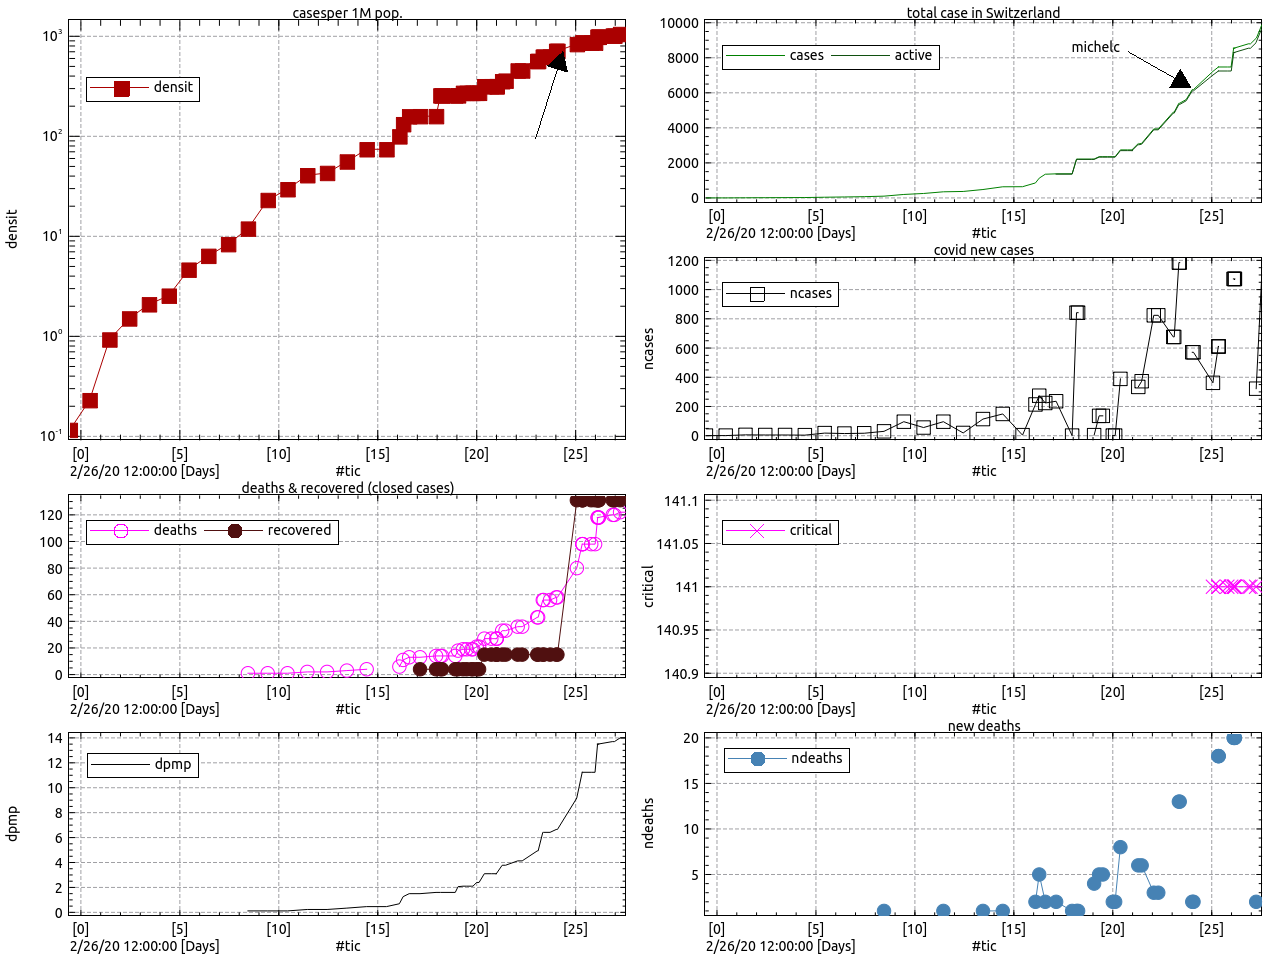 casesper 1M pop.
10³
10²
10¹
10⁰
10⁻¹
densit
densit
[0] [5] [10] [15] [20] [25]
2/26/20 12:00:00 [Days] #tic
total case in Switzerland
10000
8000
6000
4000
2000
0
cases active
michelc
[0] [5] [10] [15] [20] [25]
2/26/20 12:00:00 [Days] #tic
covid new cases
1200
1000
800
600
400
200
0
ncases
ncases
[0] [5] [10] [15] [20] [25]
2/26/20 12:00:00 [Days] #tic
deaths & recovered (closed cases)
120
100
80
60
40
20
0
deaths recovered
[0] [5] [10] [15] [20] [25]
2/26/20 12:00:00 [Days] #tic
141.1
141.05
141
140.95
140.9
critical
critical
[0] [5] [10] [15] [20] [25]
2/26/20 12:00:00 [Days] #tic
14
12
10
8
6
4
2
0
dpmp
dpmp
[0] [5] [10] [15] [20] [25]
2/26/20 12:00:00 [Days] #tic
new deaths
20
15
10
5
ndeaths
ndeaths
[0] [5] [10] [15] [20] [25]
2/26/20 12:00:00 [Days] #tic